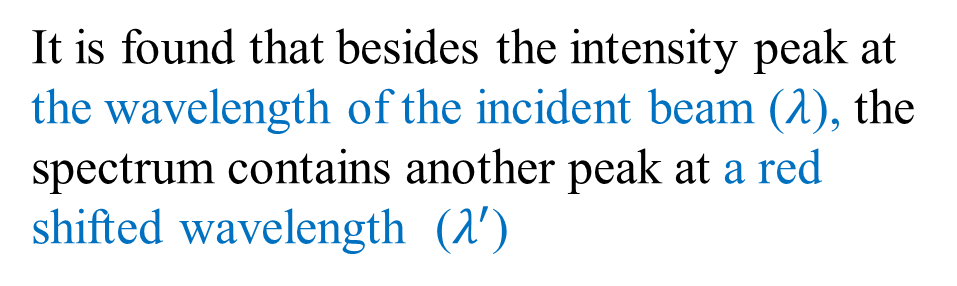 It is found that besides the intensity peak at
the wavelength of the incident beam (λ), the
spectrum contains another peak at a red
shifted wavelength (λ′)